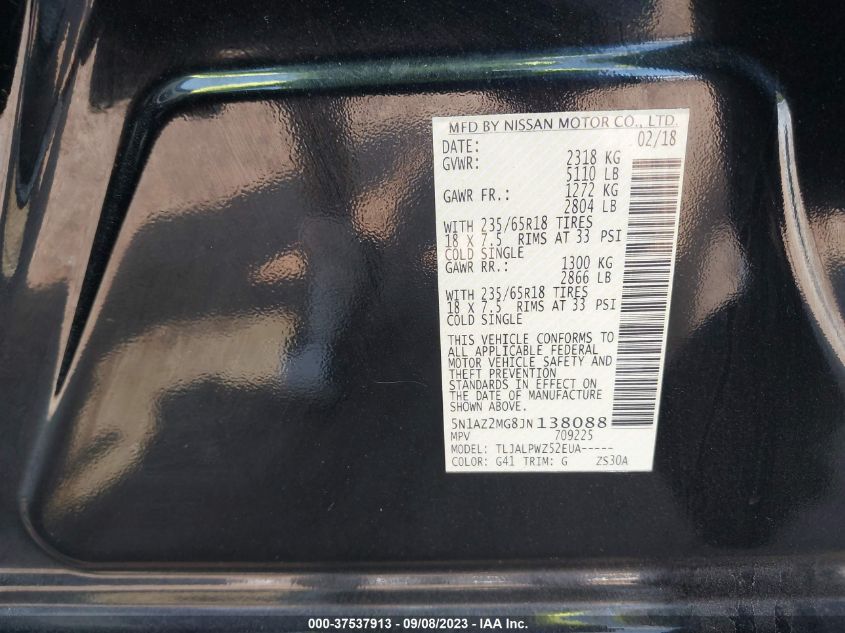 MFD BY NISSAN MOTOR CO., LTD.
DATE: 02/18
GVWR: 2318 KG
5110 LB
GAWR FR.: 1272 KG
2804 LB
WITH 235/65R18 TIRES
18 X 7.5 RIMS AT 33 PSI
COLD SINGLE
GAWR RR.: 1300 KG
2866 LB
WITH 235/65R18 TIRES
18 X 7.5 RIMS AT 33 PSI
COLD SINGLE
THIS VEHICLE CONFORMS TO
ALL APPLICABLE FEDERAL
MOTOR VEHICLE SAFETY AND
THEFT PREVENTION
STANDARDS IN EFFECT ON
THE DATE OF MANUFACTURE
SHOWN ABOVE.
5N1AZ2MG8JN138088
MPV 709225
MODEL: TLJALPWZ52EUA-----
COLOR: G41 TRIM: G ZS30A
000-37537913 - 09/08/2023 - IAA Inc.